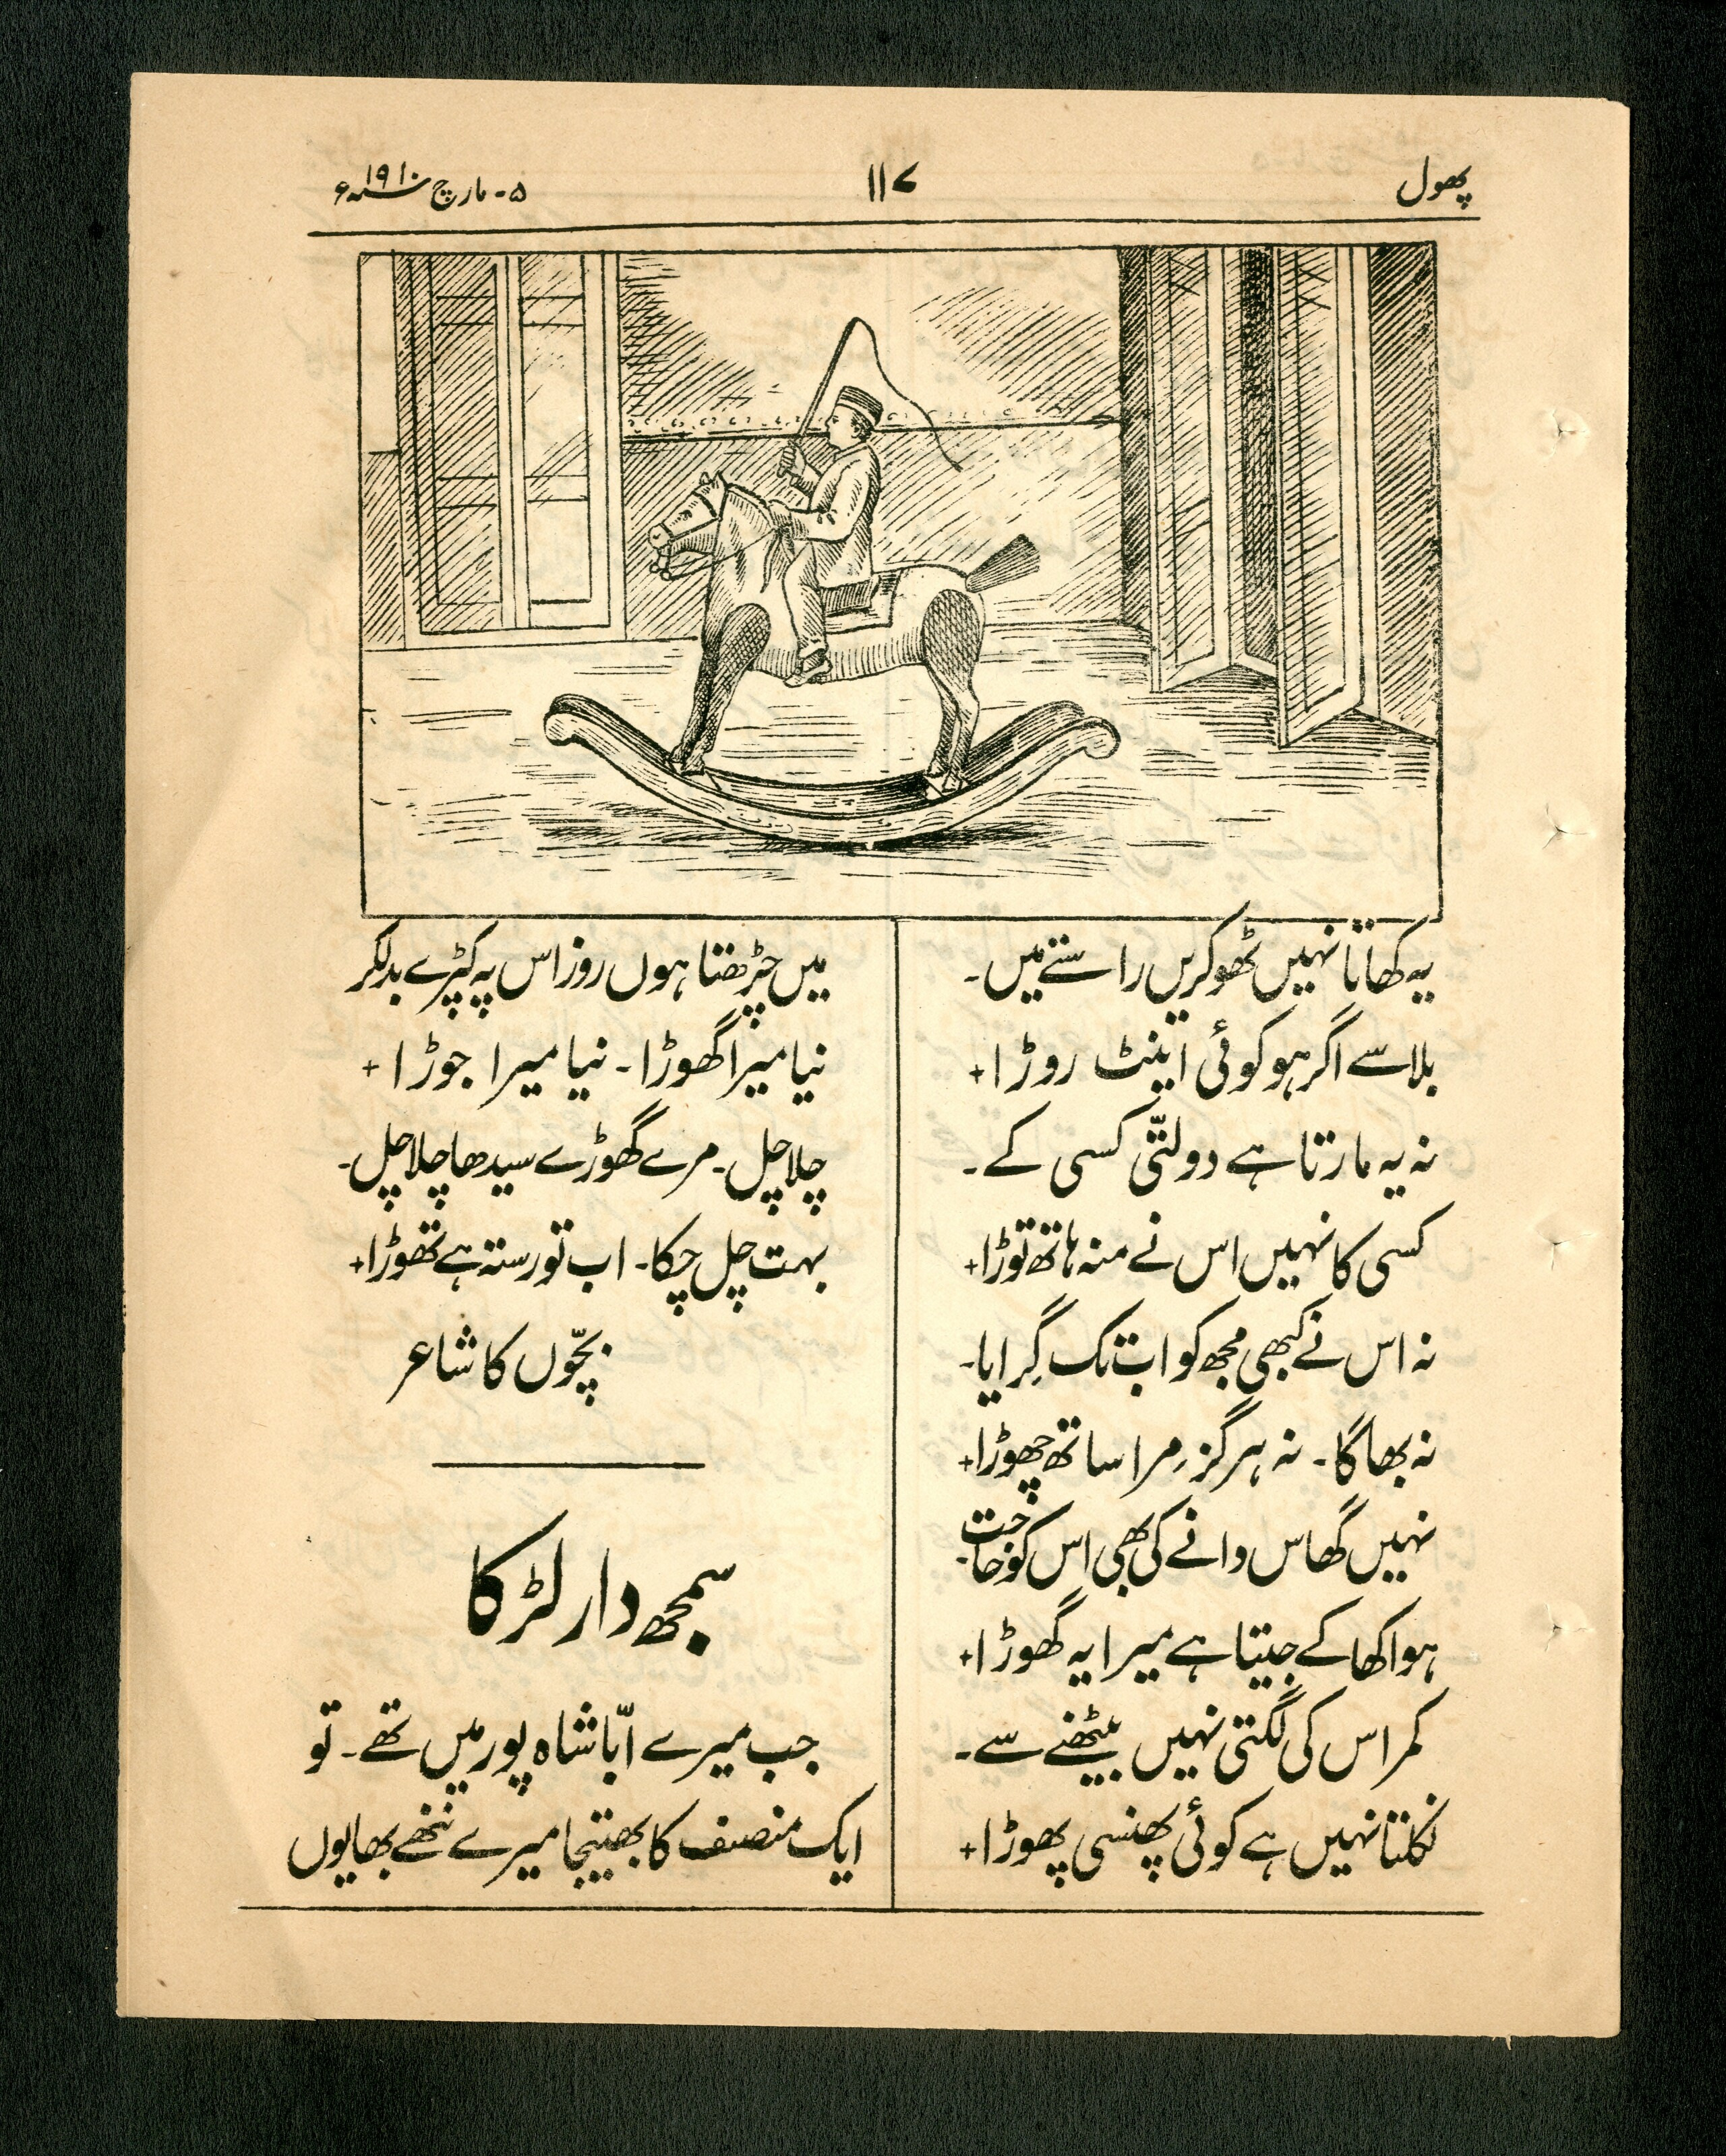 پھول
۱۱۷
۵- مارچ ۱۹۱۰ء
یہ کھاتا نہیں ٹھوکریں راستے میں۔
بلا سے اگر ہو کوئی اینٹ روڑا+
نہ یہ مارتا ہے دولتّی کسی کے۔
کسی کا نہیں اس نے منہ ہاتھ توڑا+
نہ اس نے کبھی مجھ کو اب تک گِرایا۔
نہ بھاگا۔ نہ ہرگز مِرا ساتھ چھوڑا+
نہیں گھاس دانے کی بھی اس کو حاجت۔
ہوا کھا کے جیتا ہے میرا یہ گھوڑا+
کمر اس کی لگتی نہیں بیٹھنے سے۔
نکلتا نہیں ہے کوئی پھنسی پھوڑا+
میں چڑھتا ہوں روز اس پہ کپڑے بدلکر
نیا میرا گھوڑا۔ نیا میرا جوڑا+
چلا چل۔ مرے گھوڑے سیدھا چلا چل۔
بہت چل چکا۔ اب تو رستہ ہے تھوڑا+
بچّوں کا شاعر
سمجھ دار لڑکا
جب میرے ابّا شاہ پور میں تھے۔ تو
ایک منصف کا بھتیجا میرے ننھے بھایوں